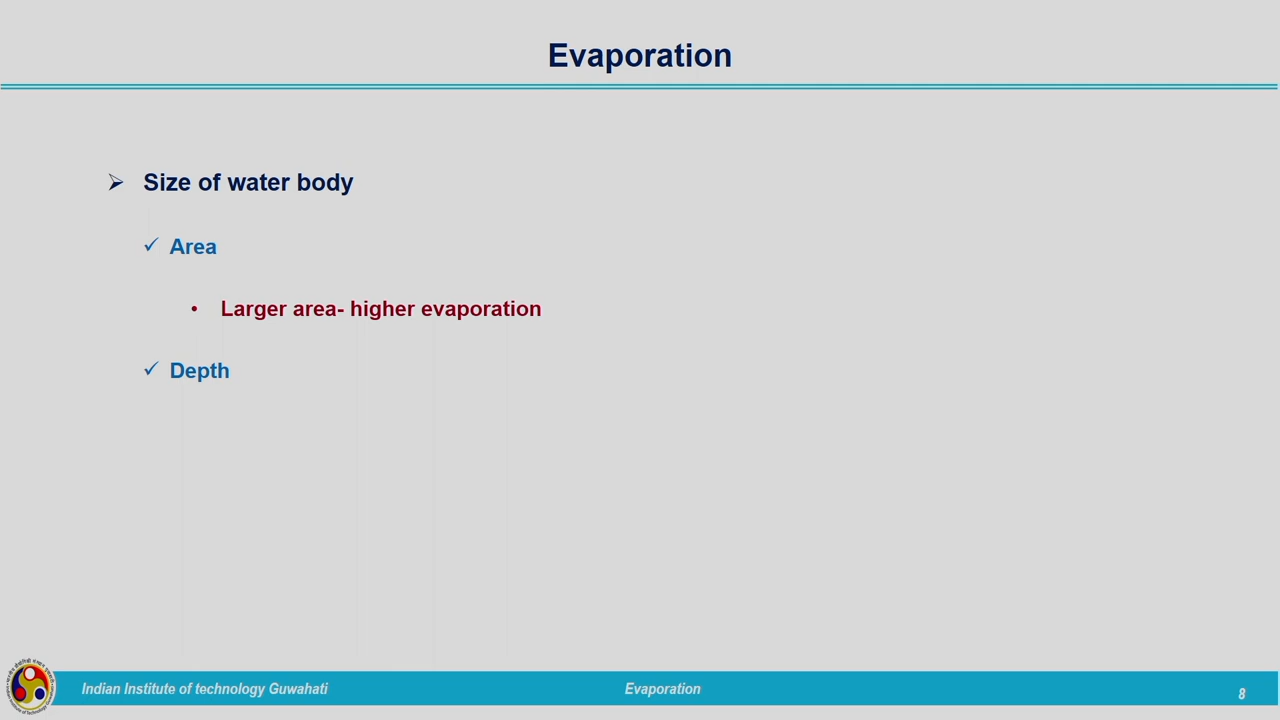 Evaporation
Size of water body
Area
Larger area- higher evaporation
Depth
Indian Institute of technology Guwahati
Evaporation
8